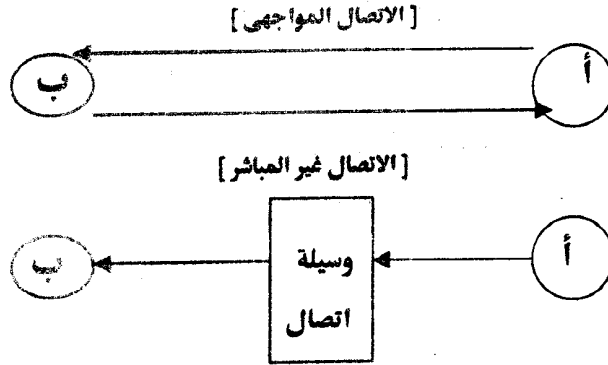 [ الاتصال المواجهى ]
أ
ب
[ الاتصال غير المباشر ]
أ
وسيلة
اتصال
ب